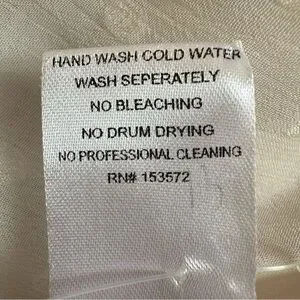 HAND WASH COLD WATER
WASH SEPERATELY
NO BLEACHING
NO DRUM DRYING
NO PROFESSIONAL CLEANING
RN# 153572